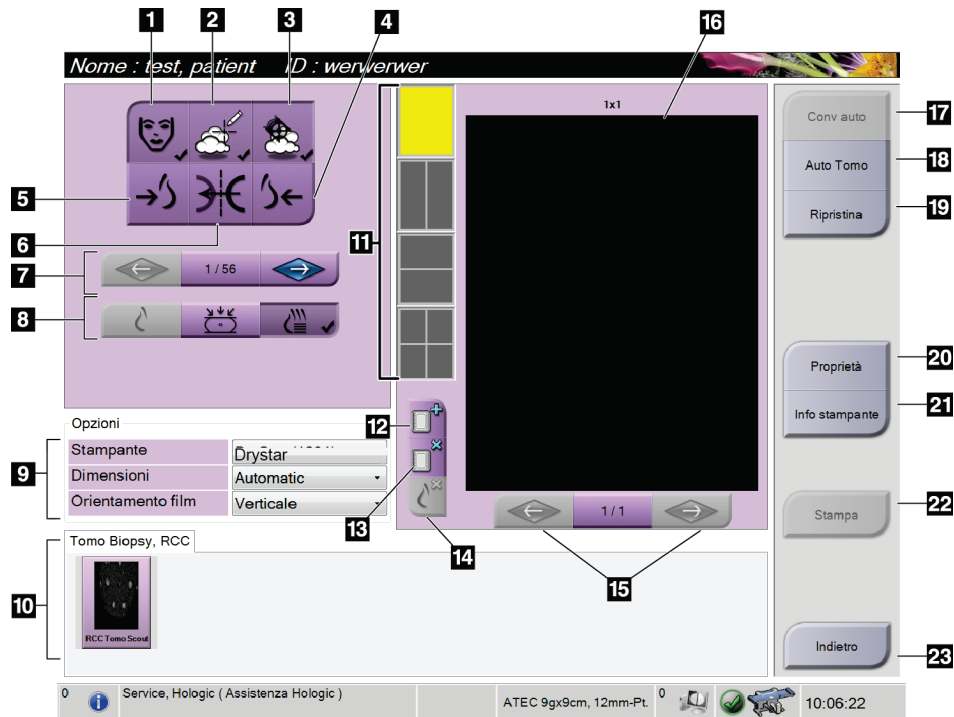 1
2
3
4
16
Nome : test, patient ID : werwerwer
1x1
Conv auto
17
Auto Tomo
18
Ripristina
19
5
6
11
7
1 / 56
8
Proprietà
20
Info stampante
21
Opzioni
12
9
Stampante
Drystar
Dimensioni
Automatic
Orientamento film
Verticale
13
14
1 / 1
15
Stampa
22
Tomo Biopsy, RCC
10
RCC Tomo Scout
Indietro
23
0
Service, Hologic ( Assistenza Hologic )
ATEC 9gx9cm, 12mm-Pt.
0
10:06:22